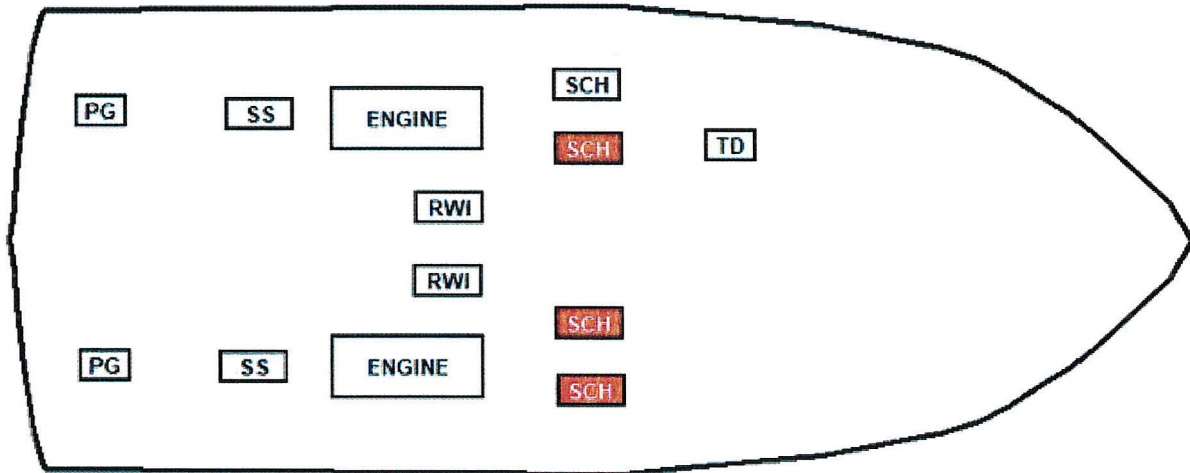 SCH
PG
SS
ENGINE
SCH
TD
RWI
RWI
SCH
PG
SS
ENGINE
SCH